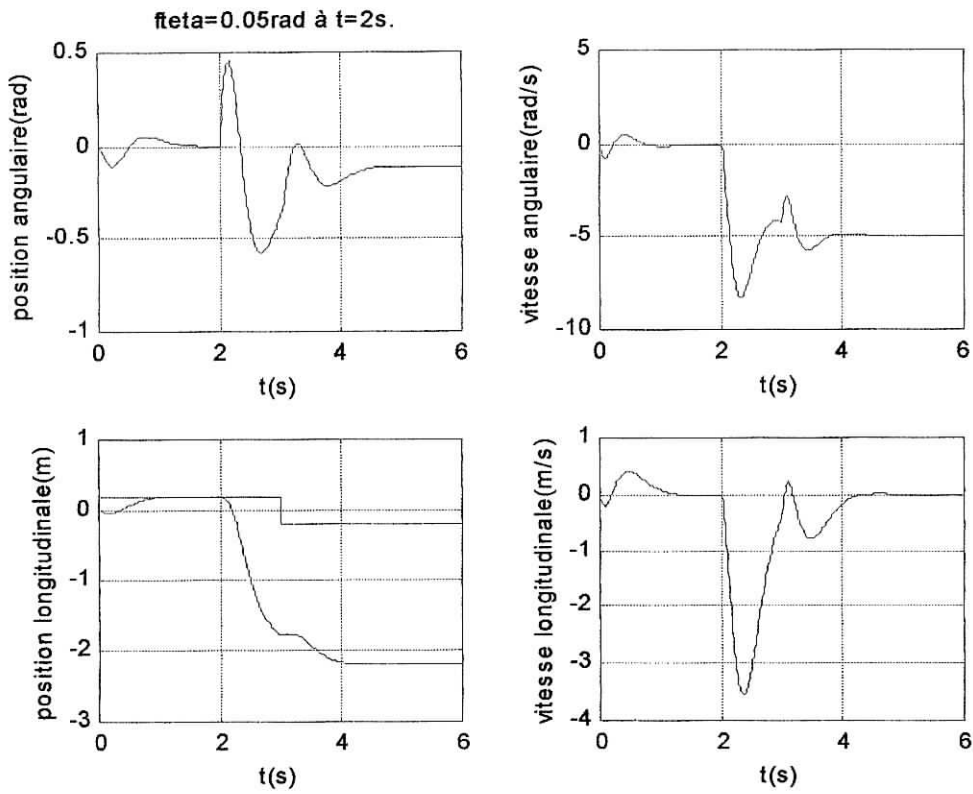 fteta=0.05rad à t=2s.
position angulaire(rad)
0.5
0
-0.5
-1
0 2 4 6
t(s)
vitesse angulaire(rad/s)
5
0
-5
-10
0 2 4 6
t(s)
position longitudinale(m)
1
0
-1
-2
-3
0 2 4 6
t(s)
vitesse longitudinale(m/s)
1
0
-1
-2
-3
-4
0 2 4 6
t(s)